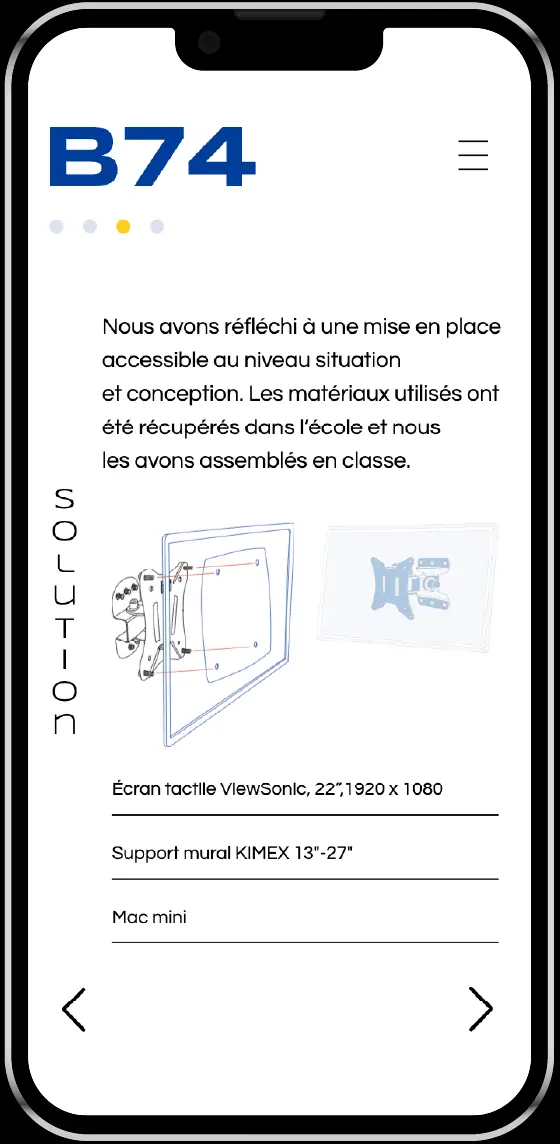 B74
Nous avons réfléchi à une mise en place
accessible au niveau situation
et conception. Les matériaux utilisés ont
été récupérés dans l'école et nous
les avons assemblés en classe.
SOLUTION
Écran tactile ViewSonic, 22”,1920 x 1080
Support mural KIMEX 13"-27"
Mac mini